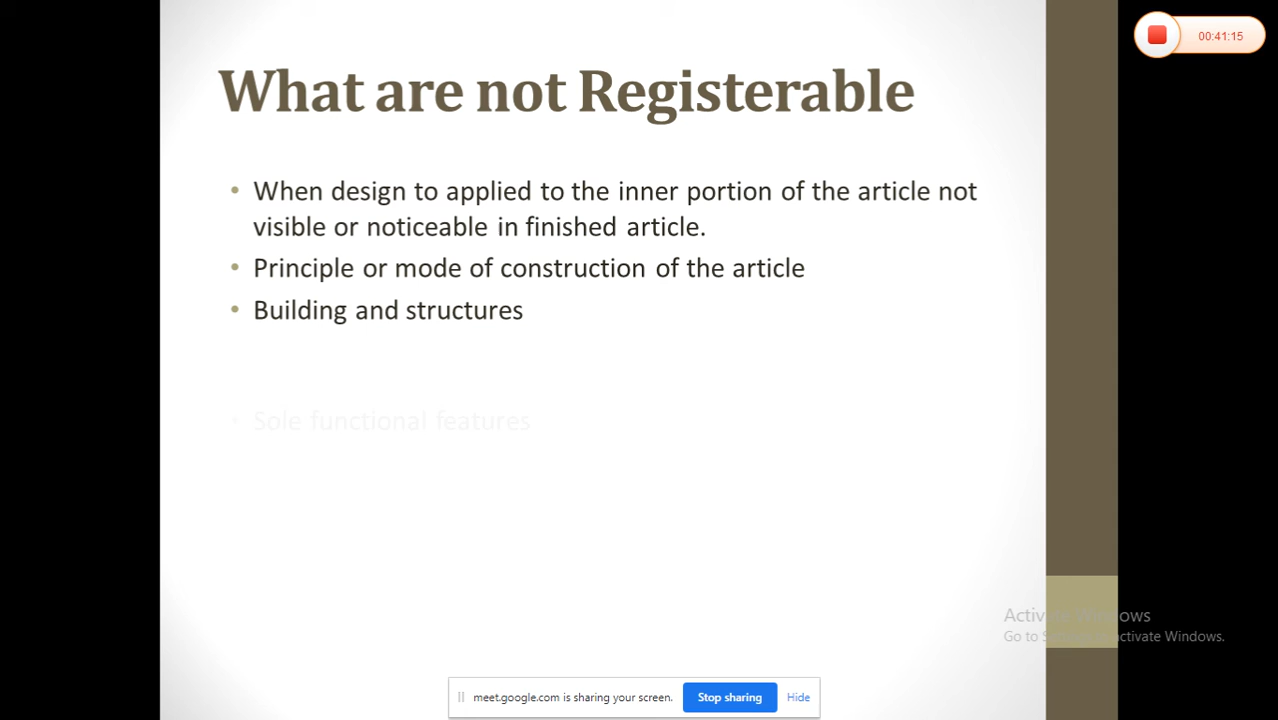 00:41:15
What are not Registerable
• When design to applied to the inner portion of the article not
visible or noticeable in finished article.
• Principle or mode of construction of the article
• Building and structures
• Sole functional features
Activate Windows
Go to Settings to activate Windows.
meet.google.com is sharing your screen. Stop sharing Hide